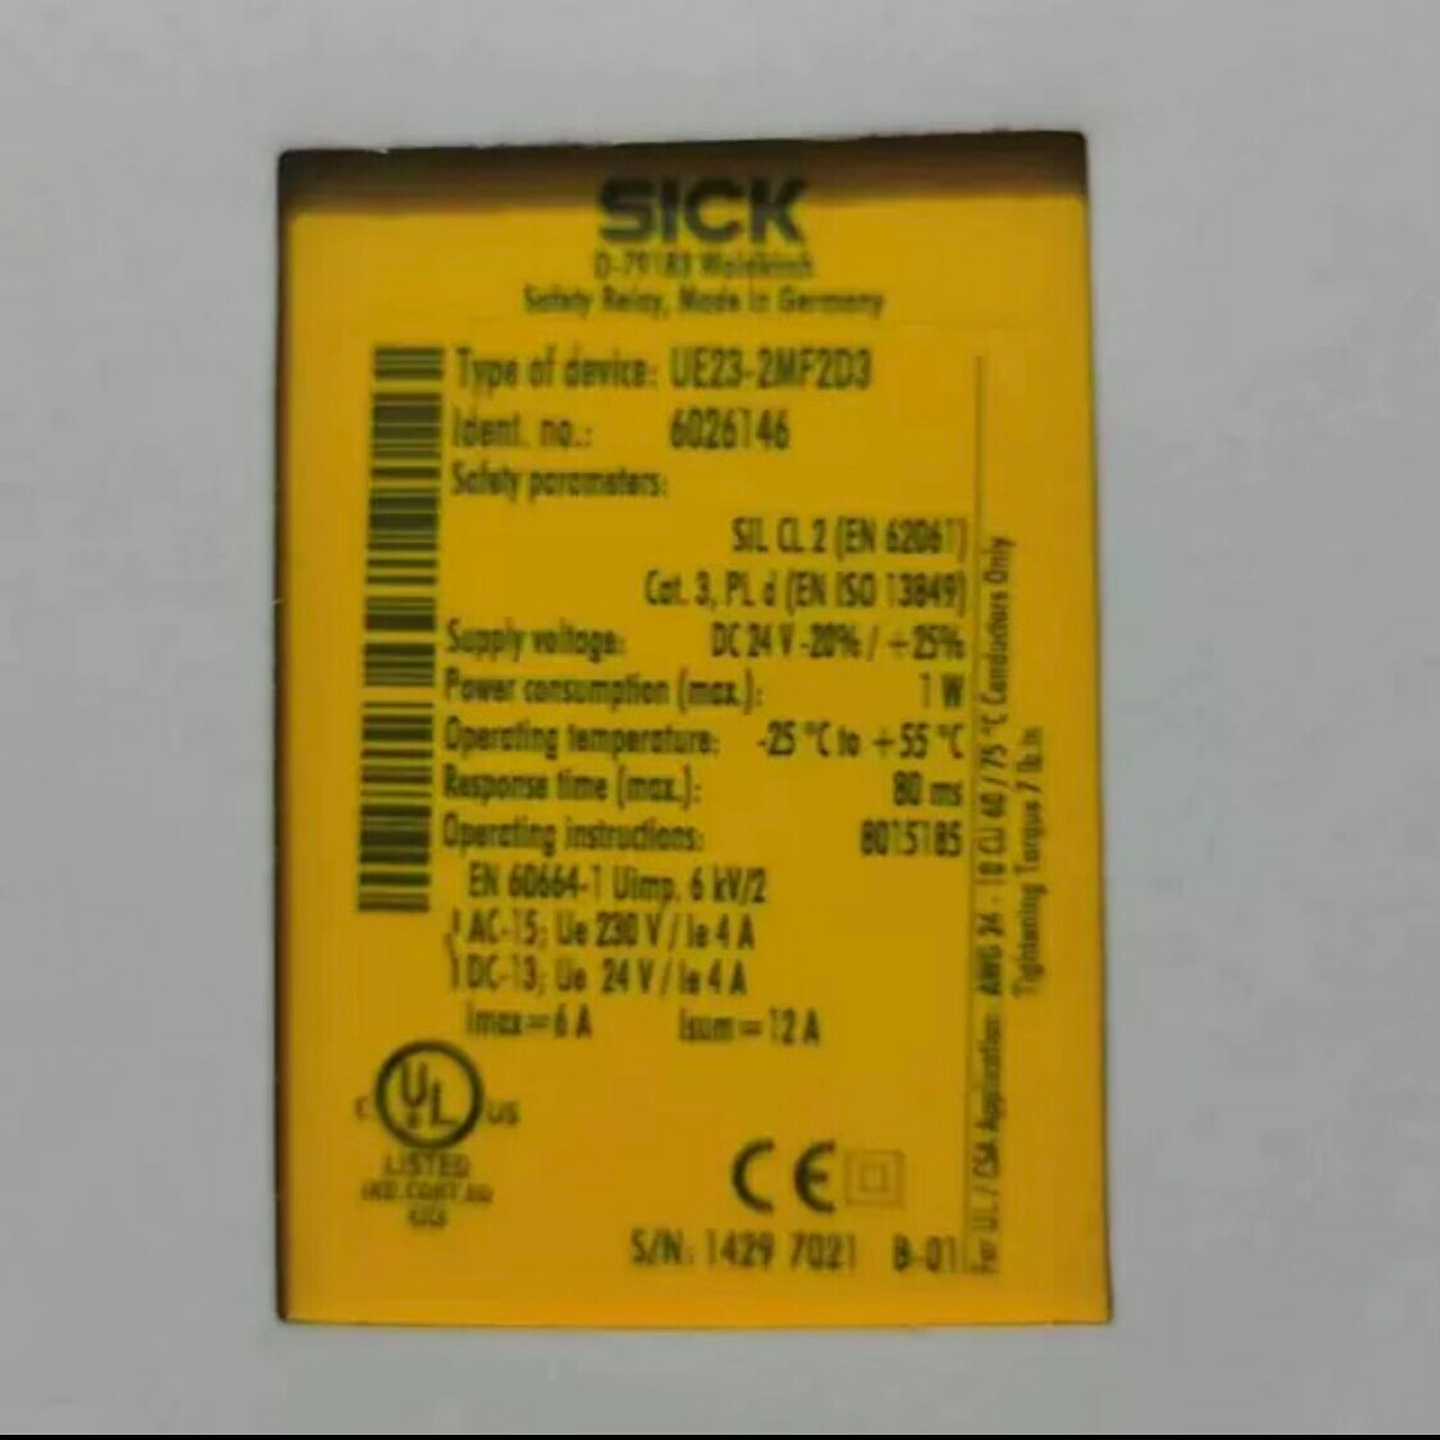 SICK
D-79183 Waldkirch
Safety Relay, Made in Germany
Type of device: UE23-2MF2D3
Ident. no.: 6026146
Safety parameters:
SIL CL 2 (EN 62061)
Cat. 3, PL d (EN ISO 13849)
Supply voltage: DC 24 V -20% / +25%
Power consumption (max.): 1 W
Operating temperature: -25 °C to +55 °C
Response time (max.): 80 ms
Operating instructions: 8015185
EN 60664-1 Uimp. 6 kV/2
AC-15; Ue 230 V / Ie 4 A
DC-13; Ue 24 V / Ie 4 A
Imax=6 A Isum=12 A
C UL US
LISTED
IND.CONT.EQ
CE
S/N: 1429 7021 B-01
For UL / CSA Application: AWG 24 - 10 CU 60 / 75 °C Conductors Only
Tightening Torque 7 lb.in